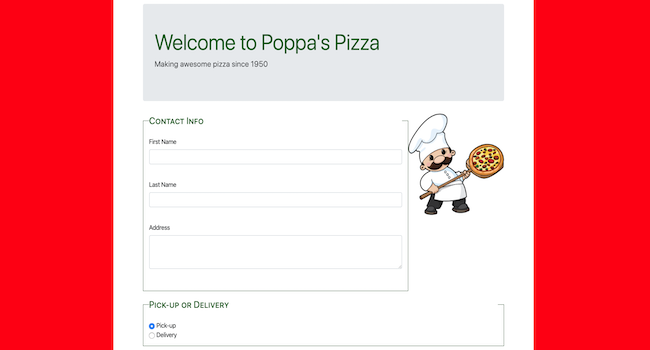 Welcome to Poppa's Pizza
Making awesome pizza since 1950
Contact Info
First Name
Last Name
Address
Pick-up or Delivery
Pick-up
Delivery